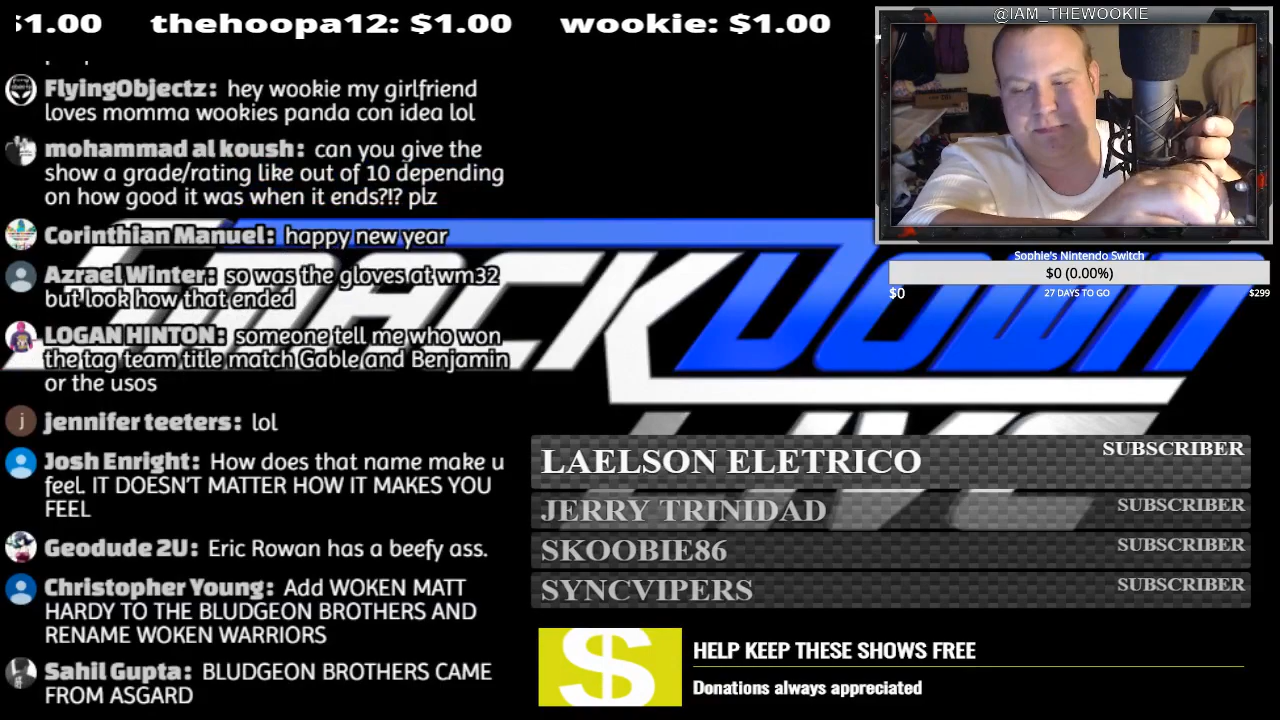 $1.00 thehoopa12: $1.00 wookie: $1.00
@IAM_THEWOOKIE
FlyingObjectz: hey wookie my girlfriend
loves momma wookies panda con idea lol
mohammad al koush: can you give the
show a grade/rating like out of 10 depending
on how good it was when it ends?!? plz
Corinthian Manuel: happy new year
Azrael Winter: so was the gloves at wm32
but look how that ended
LOGAN HINTON: someone tell me who won
the tag team title match Gable and Benjamin
or the usos
jennifer teeters: lol
Josh Enright: How does that name make u
feel. IT DOESN'T MATTER HOW IT MAKES YOU
FEEL
Geodude 2U: Eric Rowan has a beefy ass.
Christopher Young: Add WOKEN MATT
HARDY TO THE BLUDGEON BROTHERS AND
RENAME WOKEN WARRIORS
Sahil Gupta: BLUDGEON BROTHERS CAME
FROM ASGARD
SMACKDOWN
LIVE
Sophie's Nintendo Switch
$0 (0.00%)
$0 27 DAYS TO GO $299
LAELSON ELETRICO SUBSCRIBER
JERRY TRINIDAD SUBSCRIBER
SKOOBIE86 SUBSCRIBER
SYNCVIPERS SUBSCRIBER
$
HELP KEEP THESE SHOWS FREE
Donations always appreciated